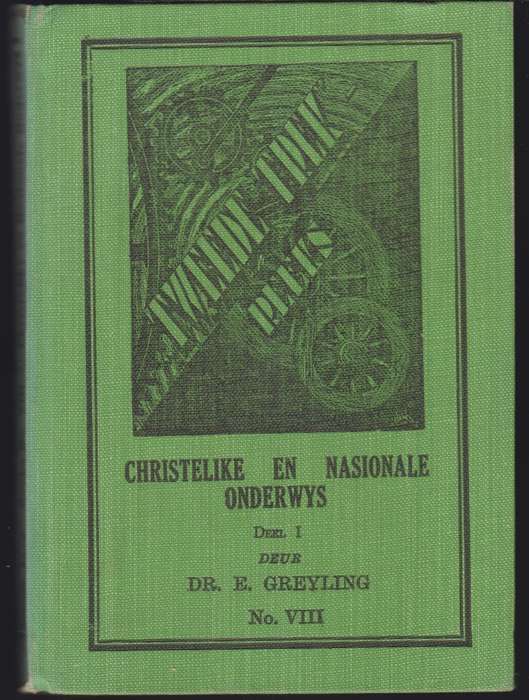 TWEEDE TREK
REEKS
CHRISTELIKE EN NASIONALE
ONDERWYS
DEEL I
DEUR
DR. E. GREYLING
No. VIII